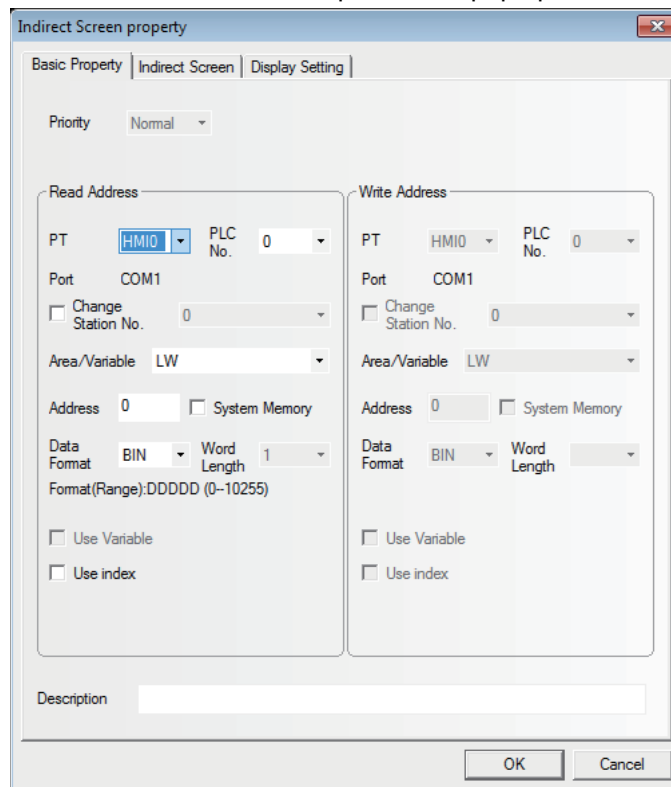 Indirect Screen property
Basic Property Indirect Screen Display Setting
Priority Normal
Read Address
PT HMI0 PLC No. 0
Port COM1
Change Station No. 0
Area/Variable LW
Address 0 System Memory
Data Format BIN Word Length 1
Format(Range):DDDDD (0--10255)
Use Variable
Use index
Write Address
PT HMI0 PLC No. 0
Port COM1
Change Station No. 0
Area/Variable LW
Address 0 System Memory
Data Format BIN Word Length
Use Variable
Use index
Description
OK Cancel